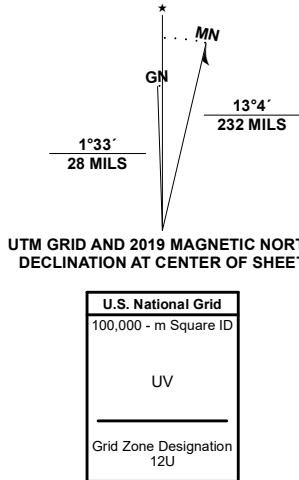 ★
MN
GN
13°4´
232 MILS
1°33´
28 MILS
UTM GRID AND 2019 MAGNETIC NORT
DECLINATION AT CENTER OF SHEET
U.S. National Grid
100,000 - m Square ID
UV
Grid Zone Designation
12U